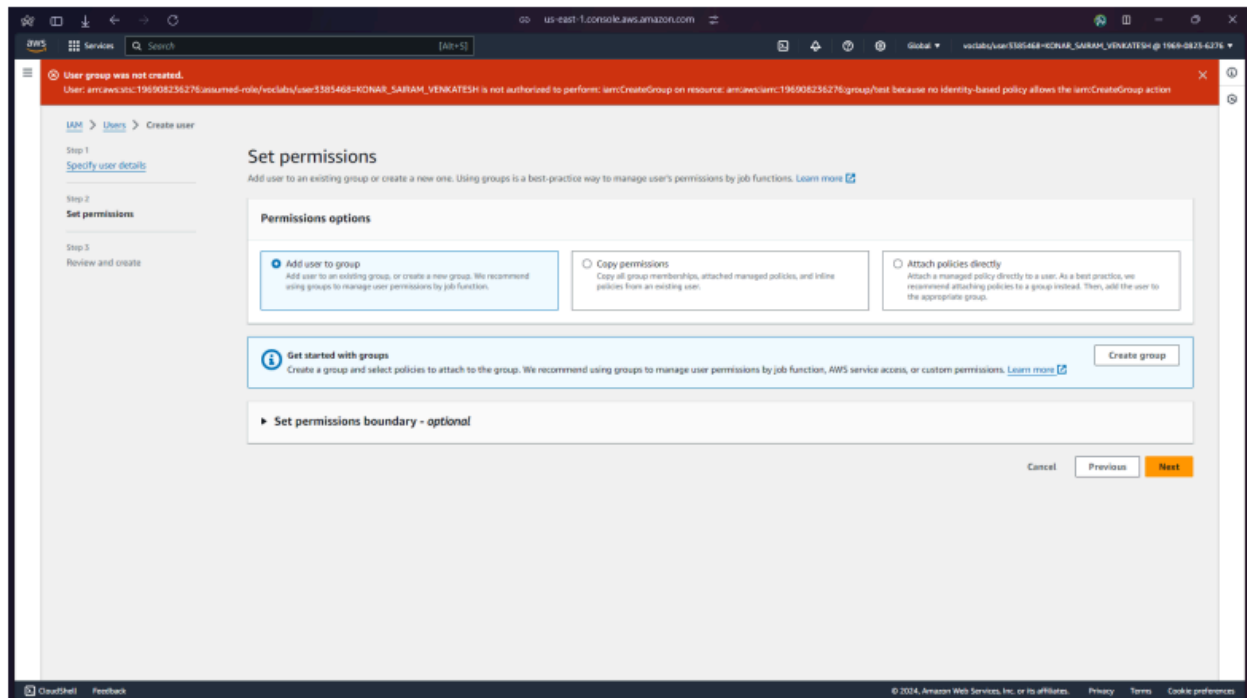 us-east-1.console.aws.amazon.com
aws Services Search [Alt+S] Global voclabs/user3385468=KONAR_SAIRAM_VENKATESH @ 1969-0823-6276
User group was not created.
User: arn:aws:sts::196908236276:assumed-role/voclabs/user3385468=KONAR_SAIRAM_VENKATESH is not authorized to perform: iam:CreateGroup on resource: arn:aws:iam::196908236276:group/test because no identity-based policy allows the iam:CreateGroup action
IAM > Users > Create user
Step 1
Specify user details
Step 2
Set permissions
Step 3
Review and create
Set permissions
Add user to an existing group or create a new one. Using groups is a best-practice way to manage user's permissions by job functions. Learn more
Permissions options
Add user to group
Add user to an existing group, or create a new group. We recommend
using groups to manage user permissions by job function.
Copy permissions
Copy all group memberships, attached managed policies, and inline
policies from an existing user.
Attach policies directly
Attach a managed policy directly to a user. As a best practice, we
recommend attaching policies to a group instead. Then, add the user to
the appropriate group.
Get started with groups
Create a group and select policies to attach to the group. We recommend using groups to manage user permissions by job function, AWS service access, or custom permissions. Learn more
Create group
Set permissions boundary - optional
Cancel Previous Next
CloudShell Feedback © 2024, Amazon Web Services, Inc. or its affiliates. Privacy Terms Cookie preferences